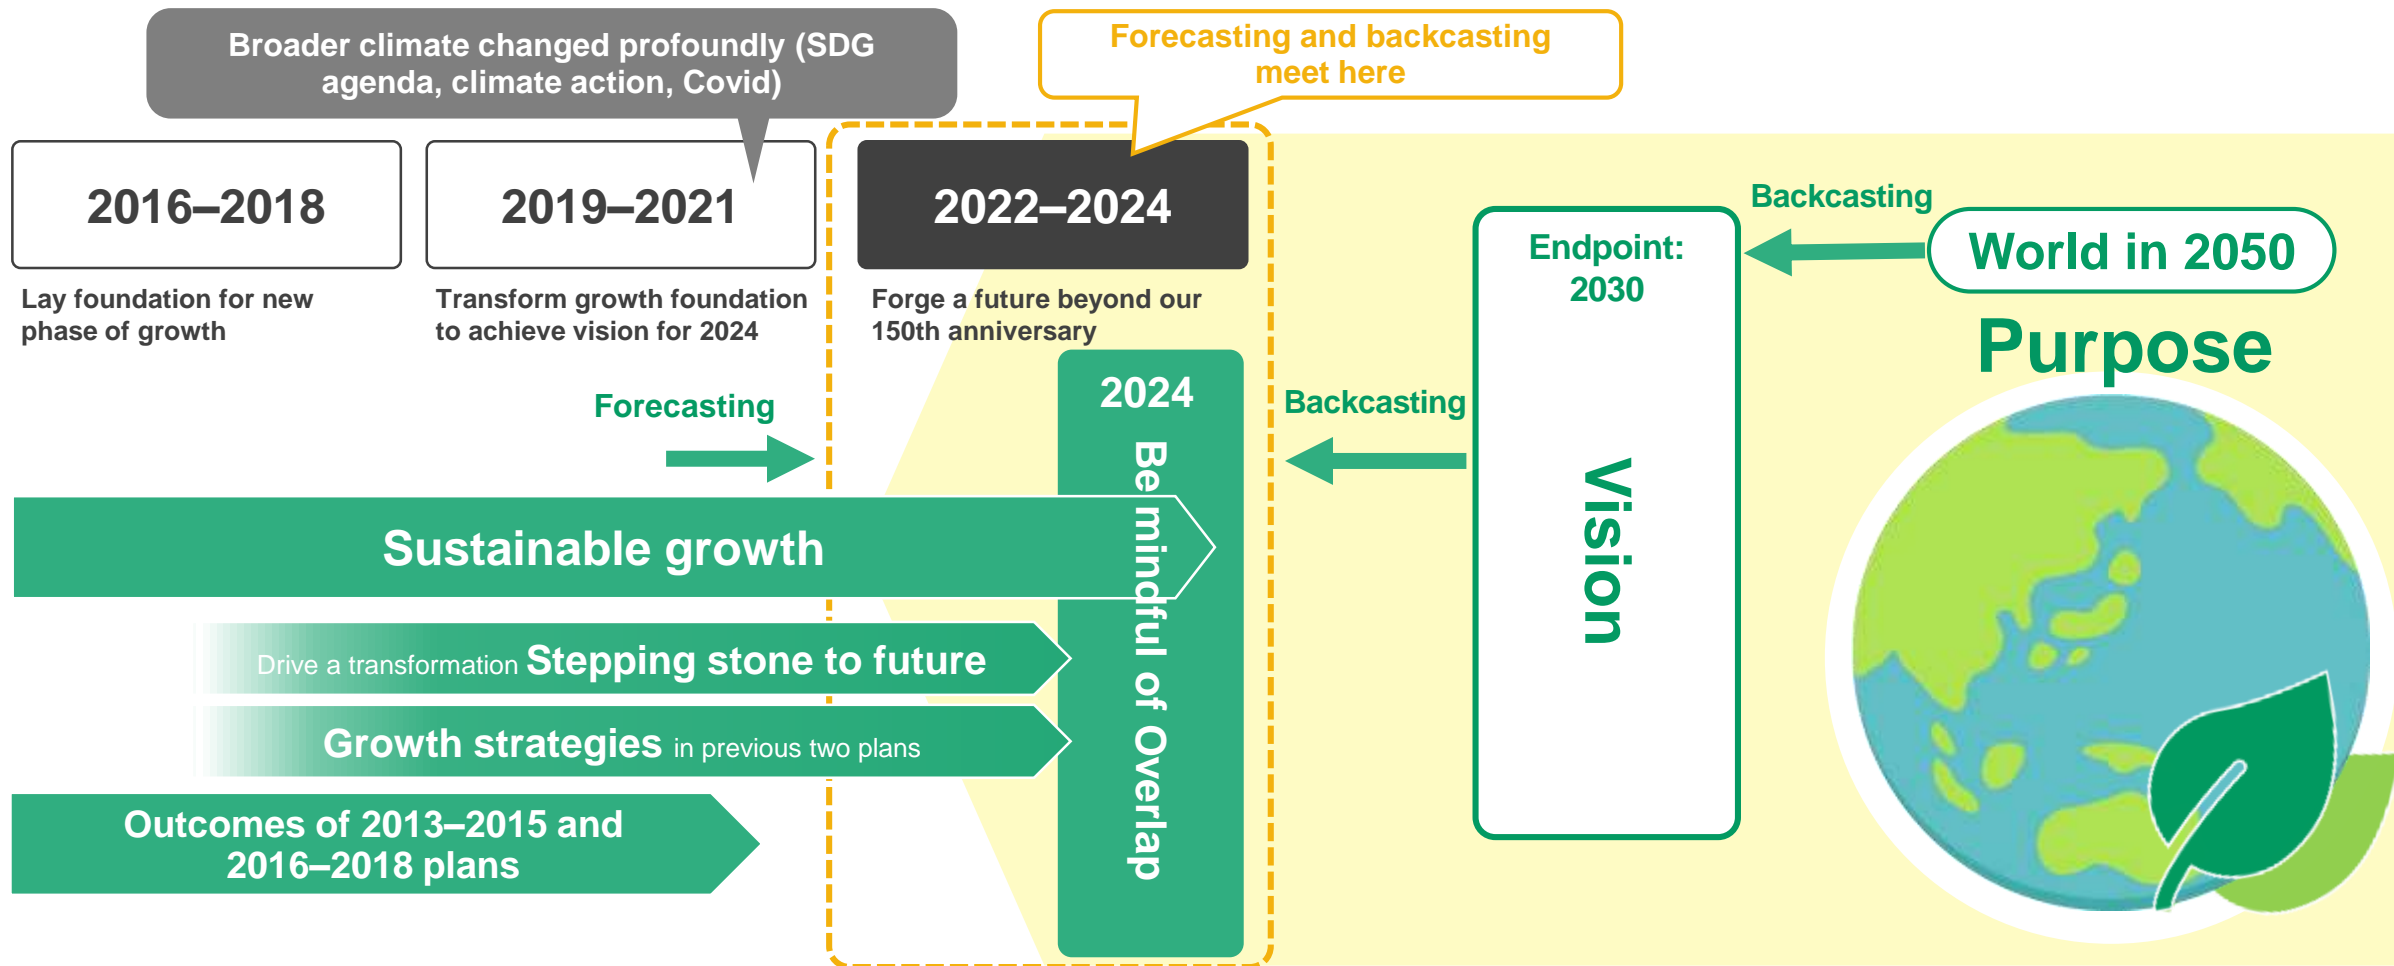 Broader climate changed profoundly (SDG
agenda, climate action, Covid)
Forecasting and backcasting
meet here
2016–2018
2019–2021
2022–2024
Lay foundation for new
phase of growth
Transform growth foundation
to achieve vision for 2024
Forge a future beyond our
150th anniversary
Forecasting
2024
Be mindful of Overlap
Sustainable growth
Drive a transformation Stepping stone to future
Growth strategies in previous two plans
Outcomes of 2013–2015 and
2016–2018 plans
Backcasting
Endpoint:
2030
Vision
Backcasting
World in 2050
Purpose